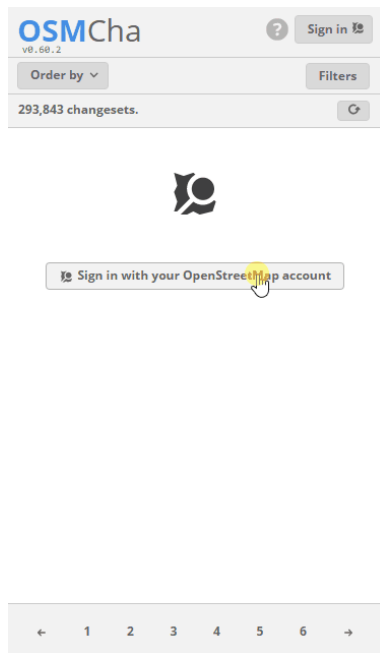 OSMCha
v0.60.2
? Sign in
Order by
Filters
293,843 changesets.
Sign in with your OpenStreetMap account
← 1 2 3 4 5 6 →